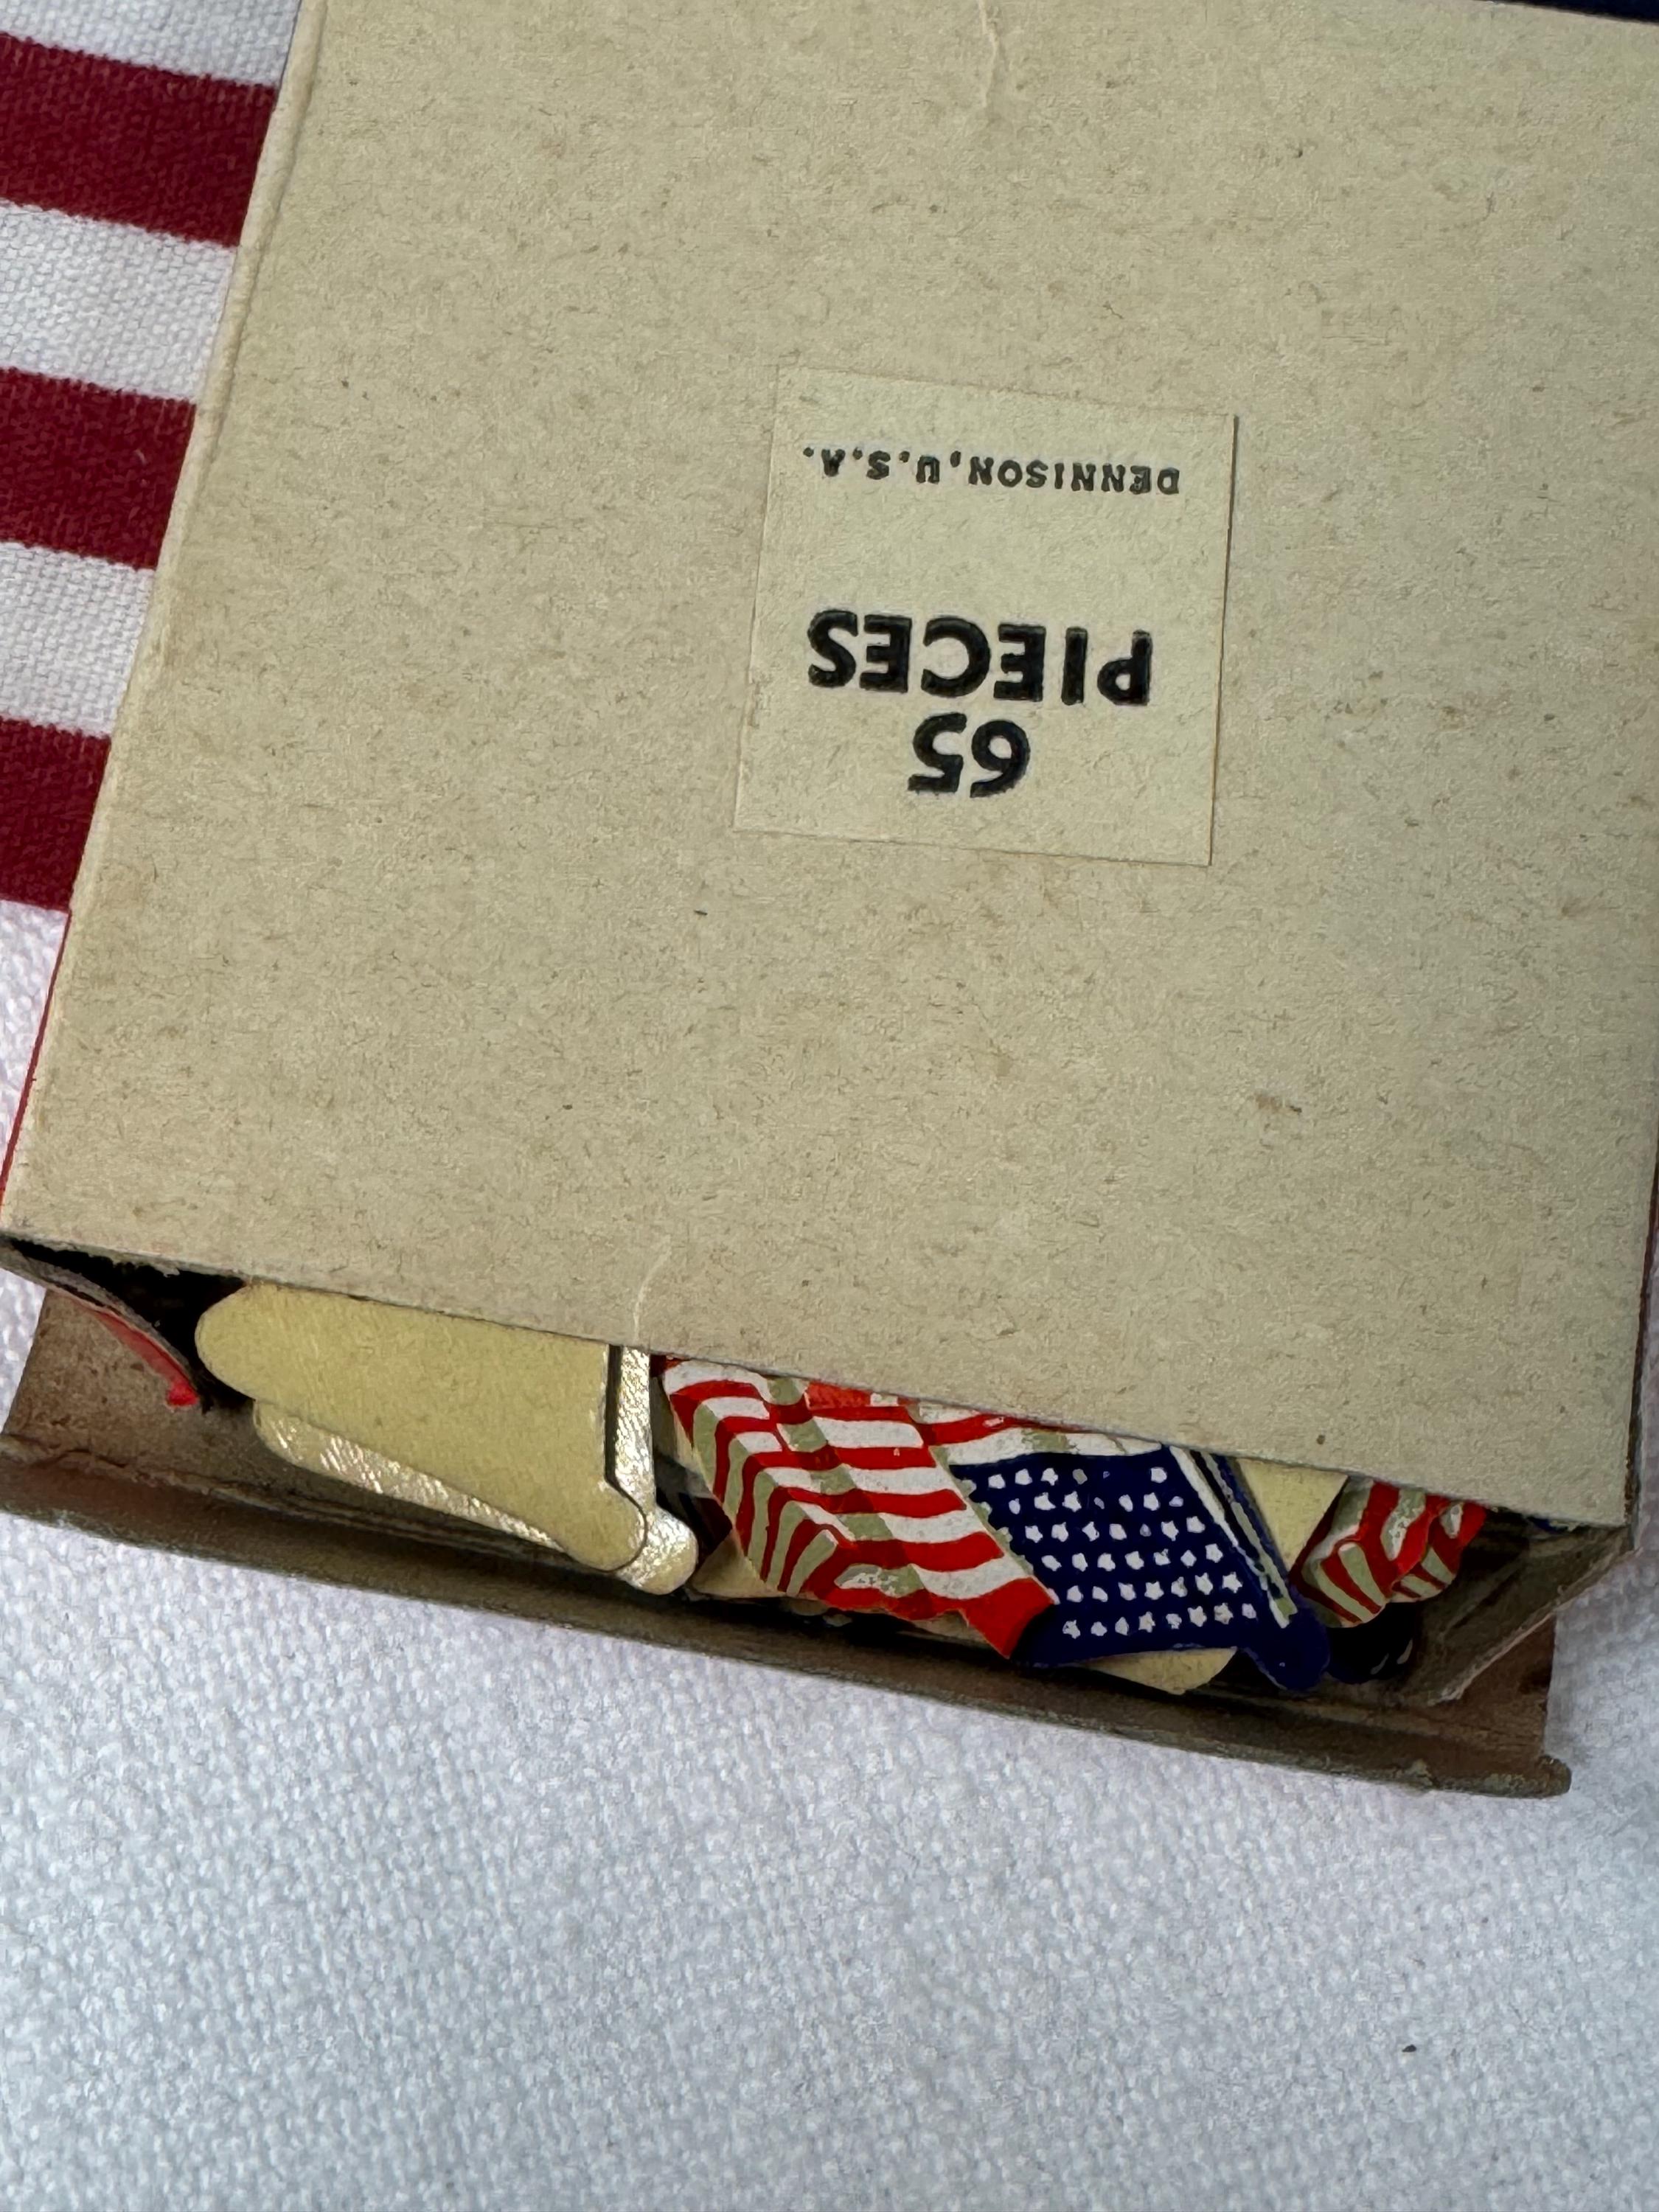 65
PIECES
DENNISON, U.S.A.